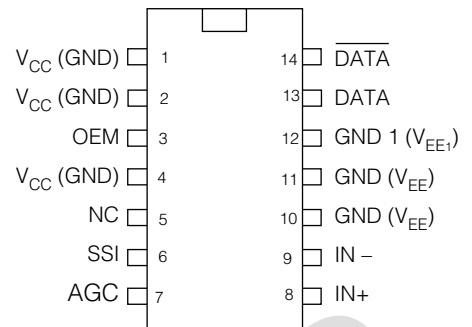 V_CC (GND) 1 14 D̅A̅T̅A̅
V_CC (GND) 2 13 DATA
OEM 3 12 GND 1 (V_EE1)
V_CC (GND) 4 11 GND (V_EE)
NC 5 10 GND (V_EE)
SSI 6 9 IN –
AGC 7 8 IN+